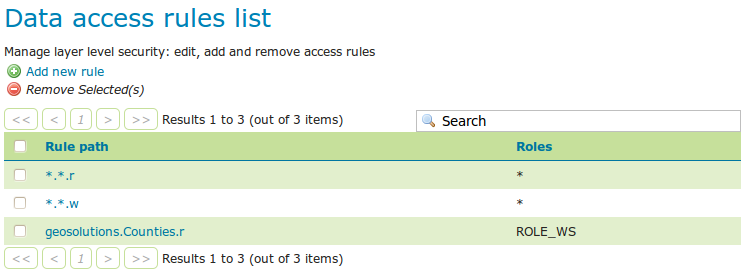 Data access rules list
Manage layer level security: edit, add and remove access rules
Add new rule
Remove Selected(s)
<< < 1 > >> Results 1 to 3 (out of 3 items) Search
Rule path Roles
*.*.r *
*.*.w *
geosolutions.Counties.r ROLE_WS
<< < 1 > >> Results 1 to 3 (out of 3 items)